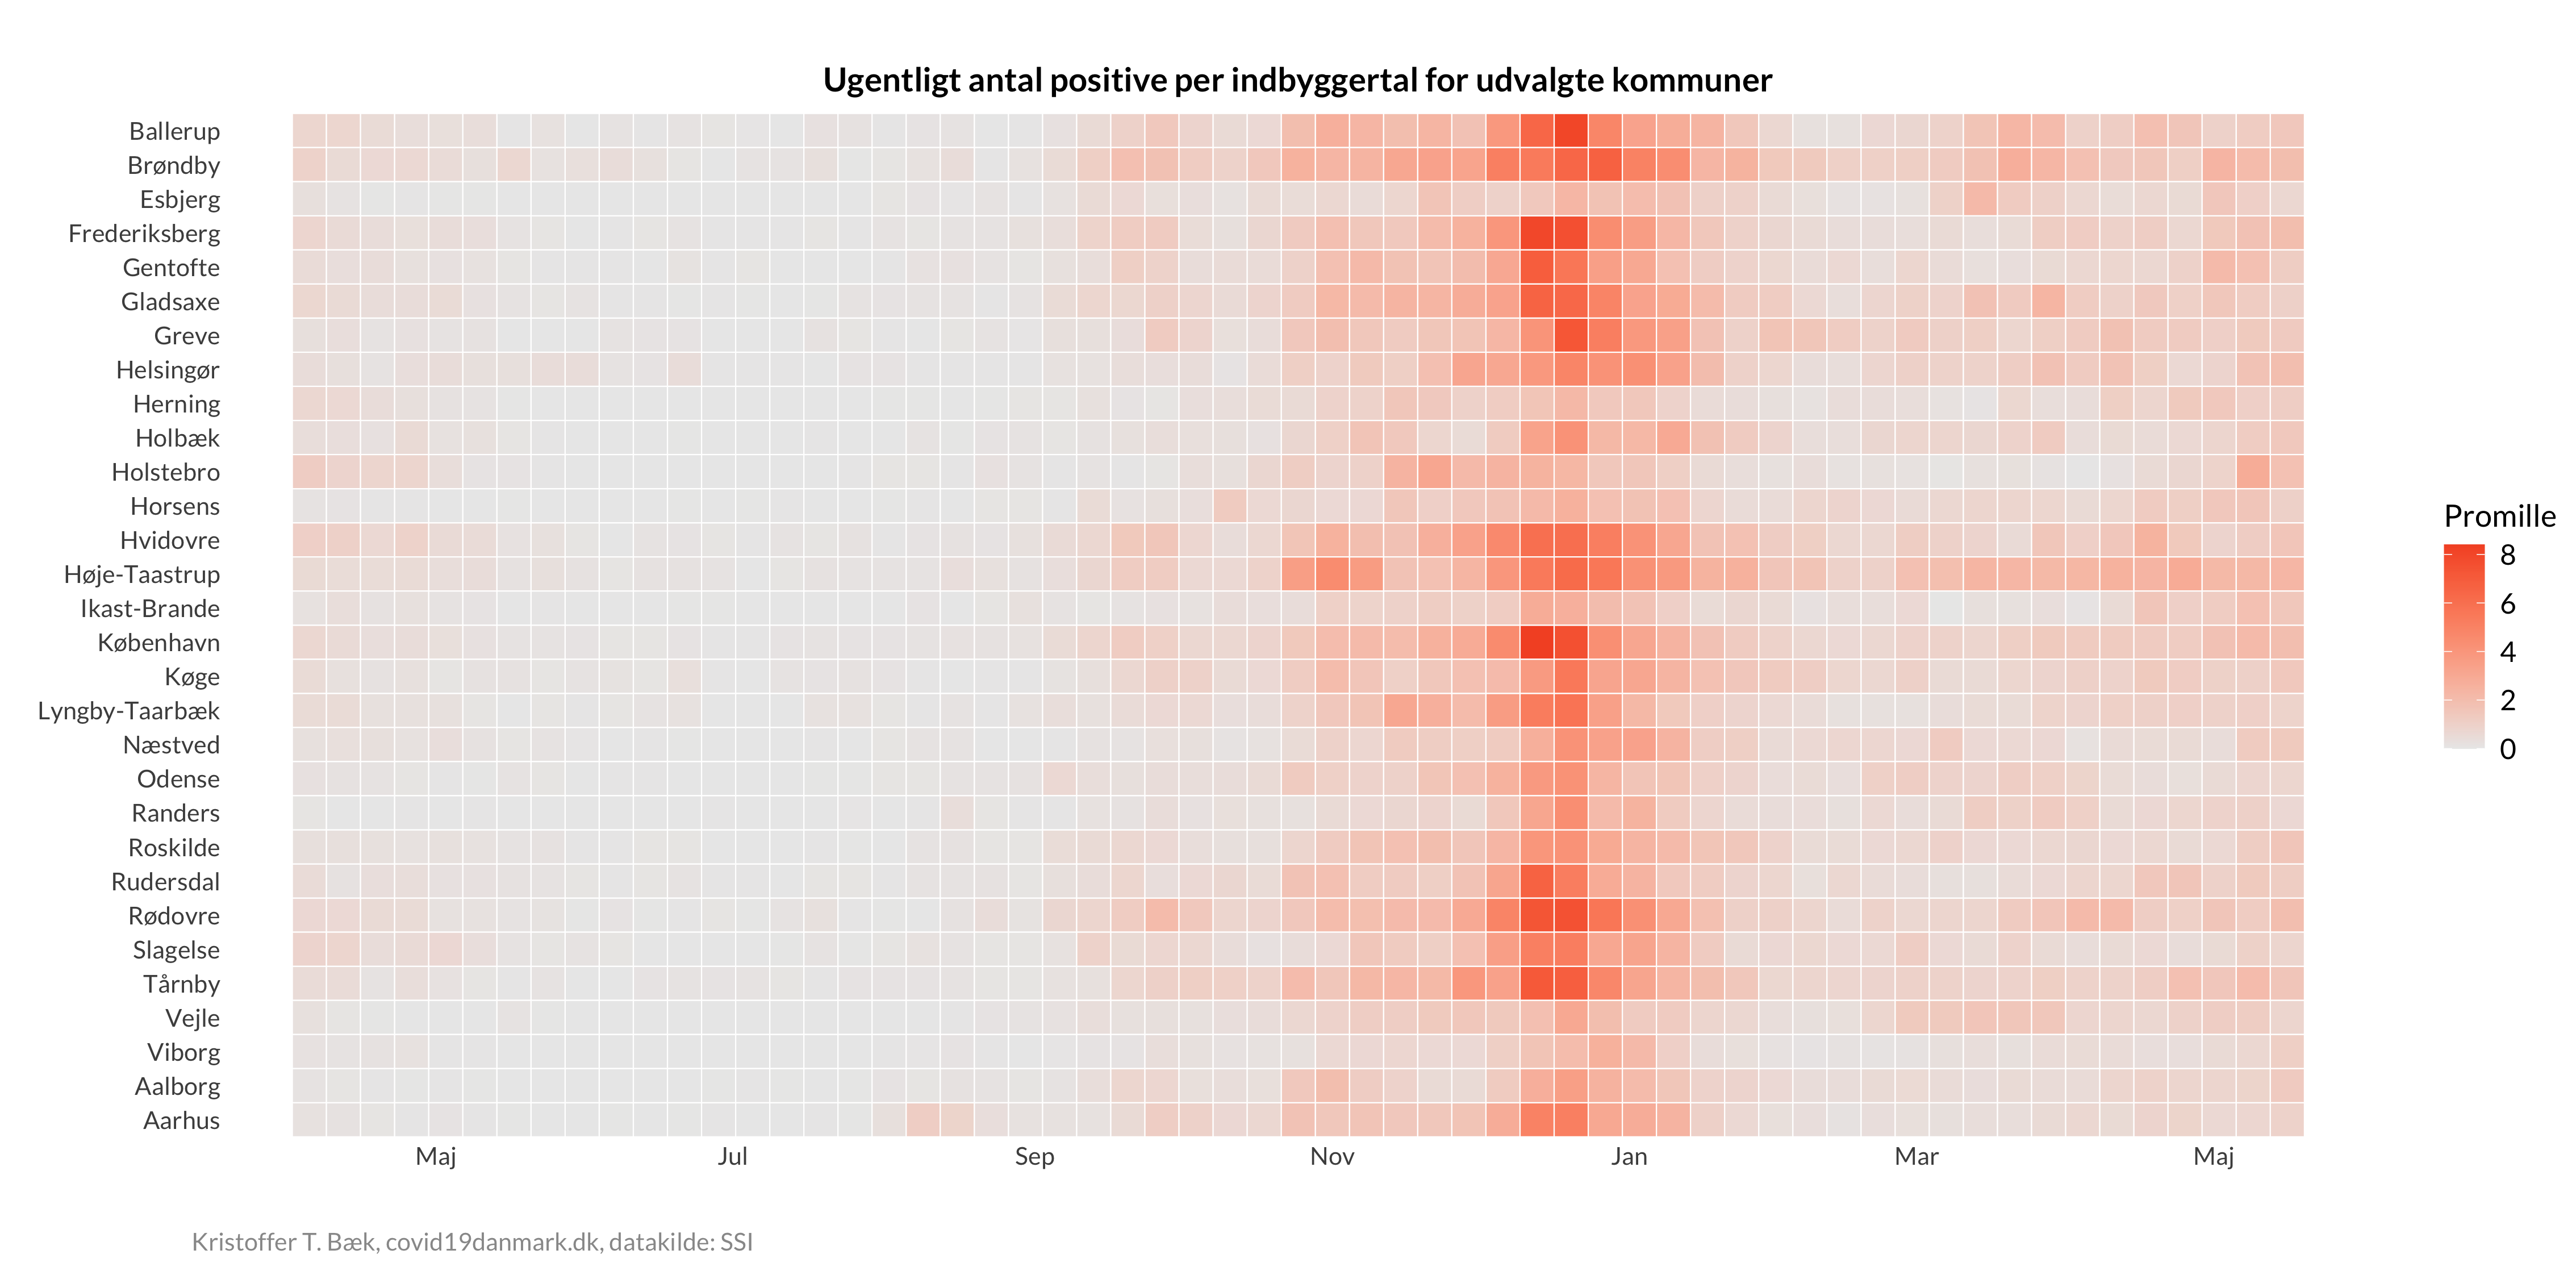 Ugentligt antal positive per indbyggertal for udvalgte kommuner
Ballerup
Brøndby
Esbjerg
Frederiksberg
Gentofte
Gladsaxe
Greve
Helsingør
Herning
Holbæk
Holstebro
Horsens
Hvidovre
Høje-Taastrup
Ikast-Brande
København
Køge
Lyngby-Taarbæk
Næstved
Odense
Randers
Roskilde
Rudersdal
Rødovre
Slagelse
Tårnby
Vejle
Viborg
Aalborg
Aarhus
Maj Jul Sep Nov Jan Mar Maj
Promille
8
6
4
2
0
Kristoffer T. Bæk, covid19danmark.dk, datakilde: SSI